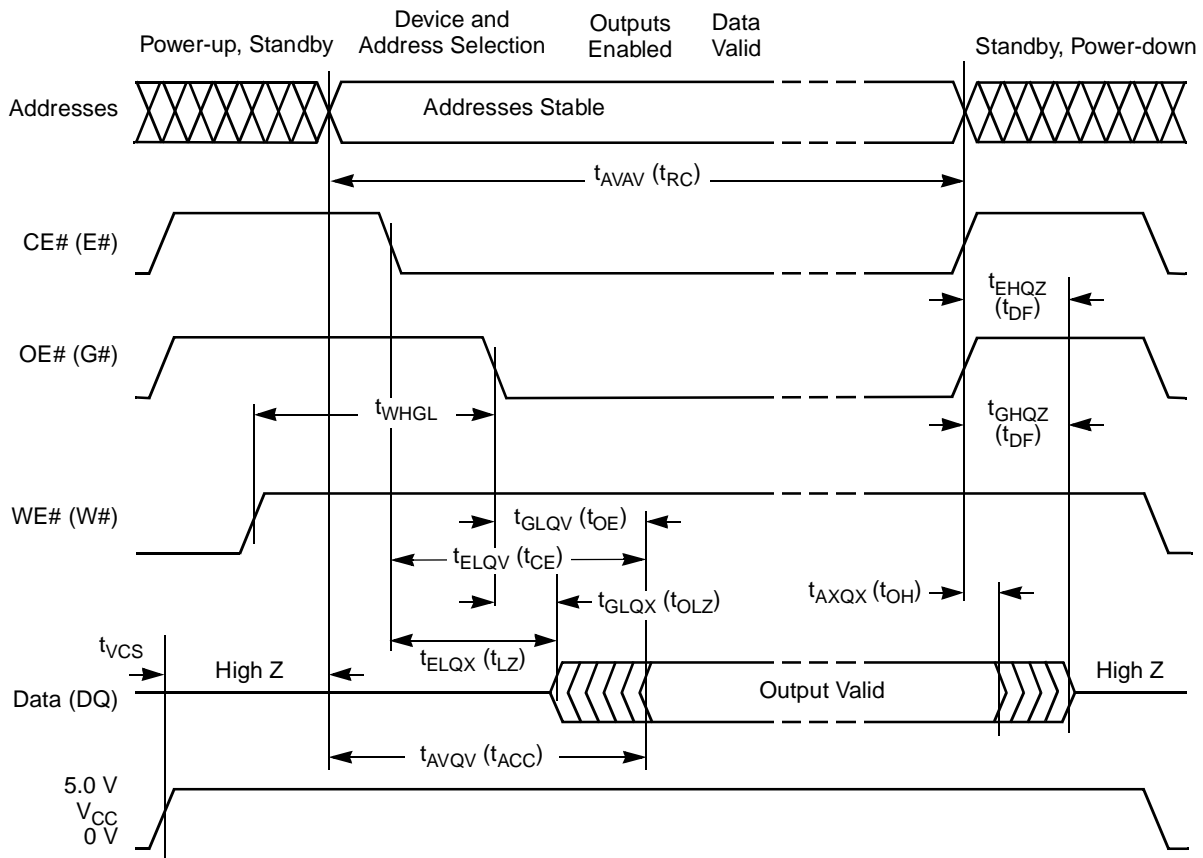 Power-up, Standby
Device and
Address Selection
Outputs
Enabled
Data
Valid
Standby, Power-down
Addresses
Addresses Stable
tAVAV (tRC)
CE# (E#)
tEHQZ
(tDF)
OE# (G#)
tWHGL
tGHQZ
(tDF)
WE# (W#)
tGLQV (tOE)
tELQV (tCE)
tGLQX (tOLZ)
tAXQX (tOH)
tVCS
tELQX (tLZ)
High Z
Output Valid
High Z
Data (DQ)
tAVQV (tACC)
5.0 V
VCC
0 V